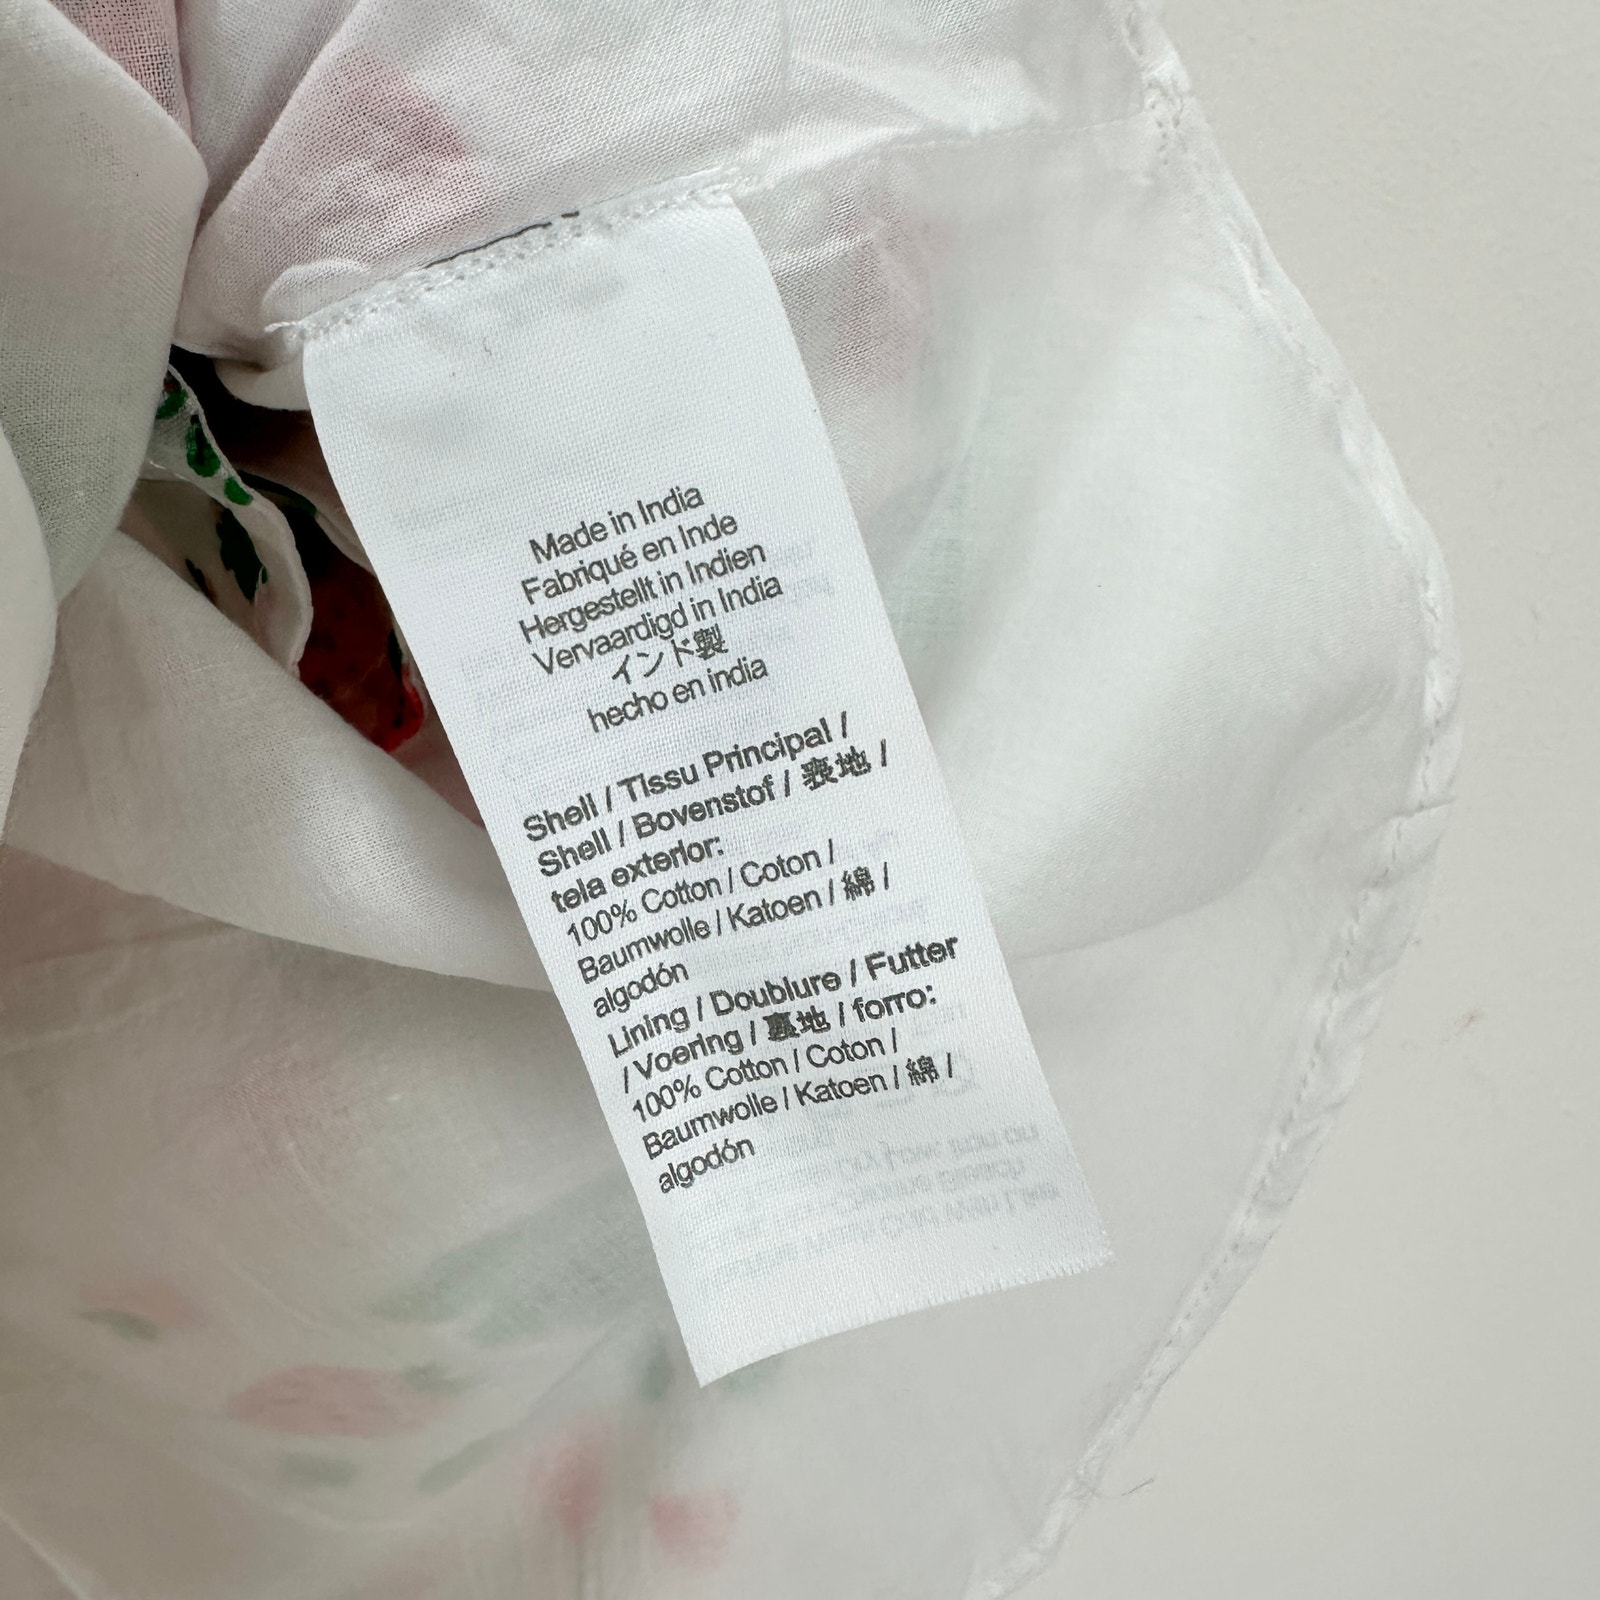 Made in India
Fabriqué en Inde
Hergestellt in Indien
Vervaardigd in India
インド製
hecho en india
Shell / Tissu Principal /
Shell / Bovenstof / 表地 /
tela exterior:
100% Cotton / Coton /
Baumwolle / Katoen / 綿 /
algodón
Lining / Doublure / Futter
/ Voering / 裏地 / forro:
100% Cotton / Coton /
Baumwolle / Katoen / 綿 /
algodón